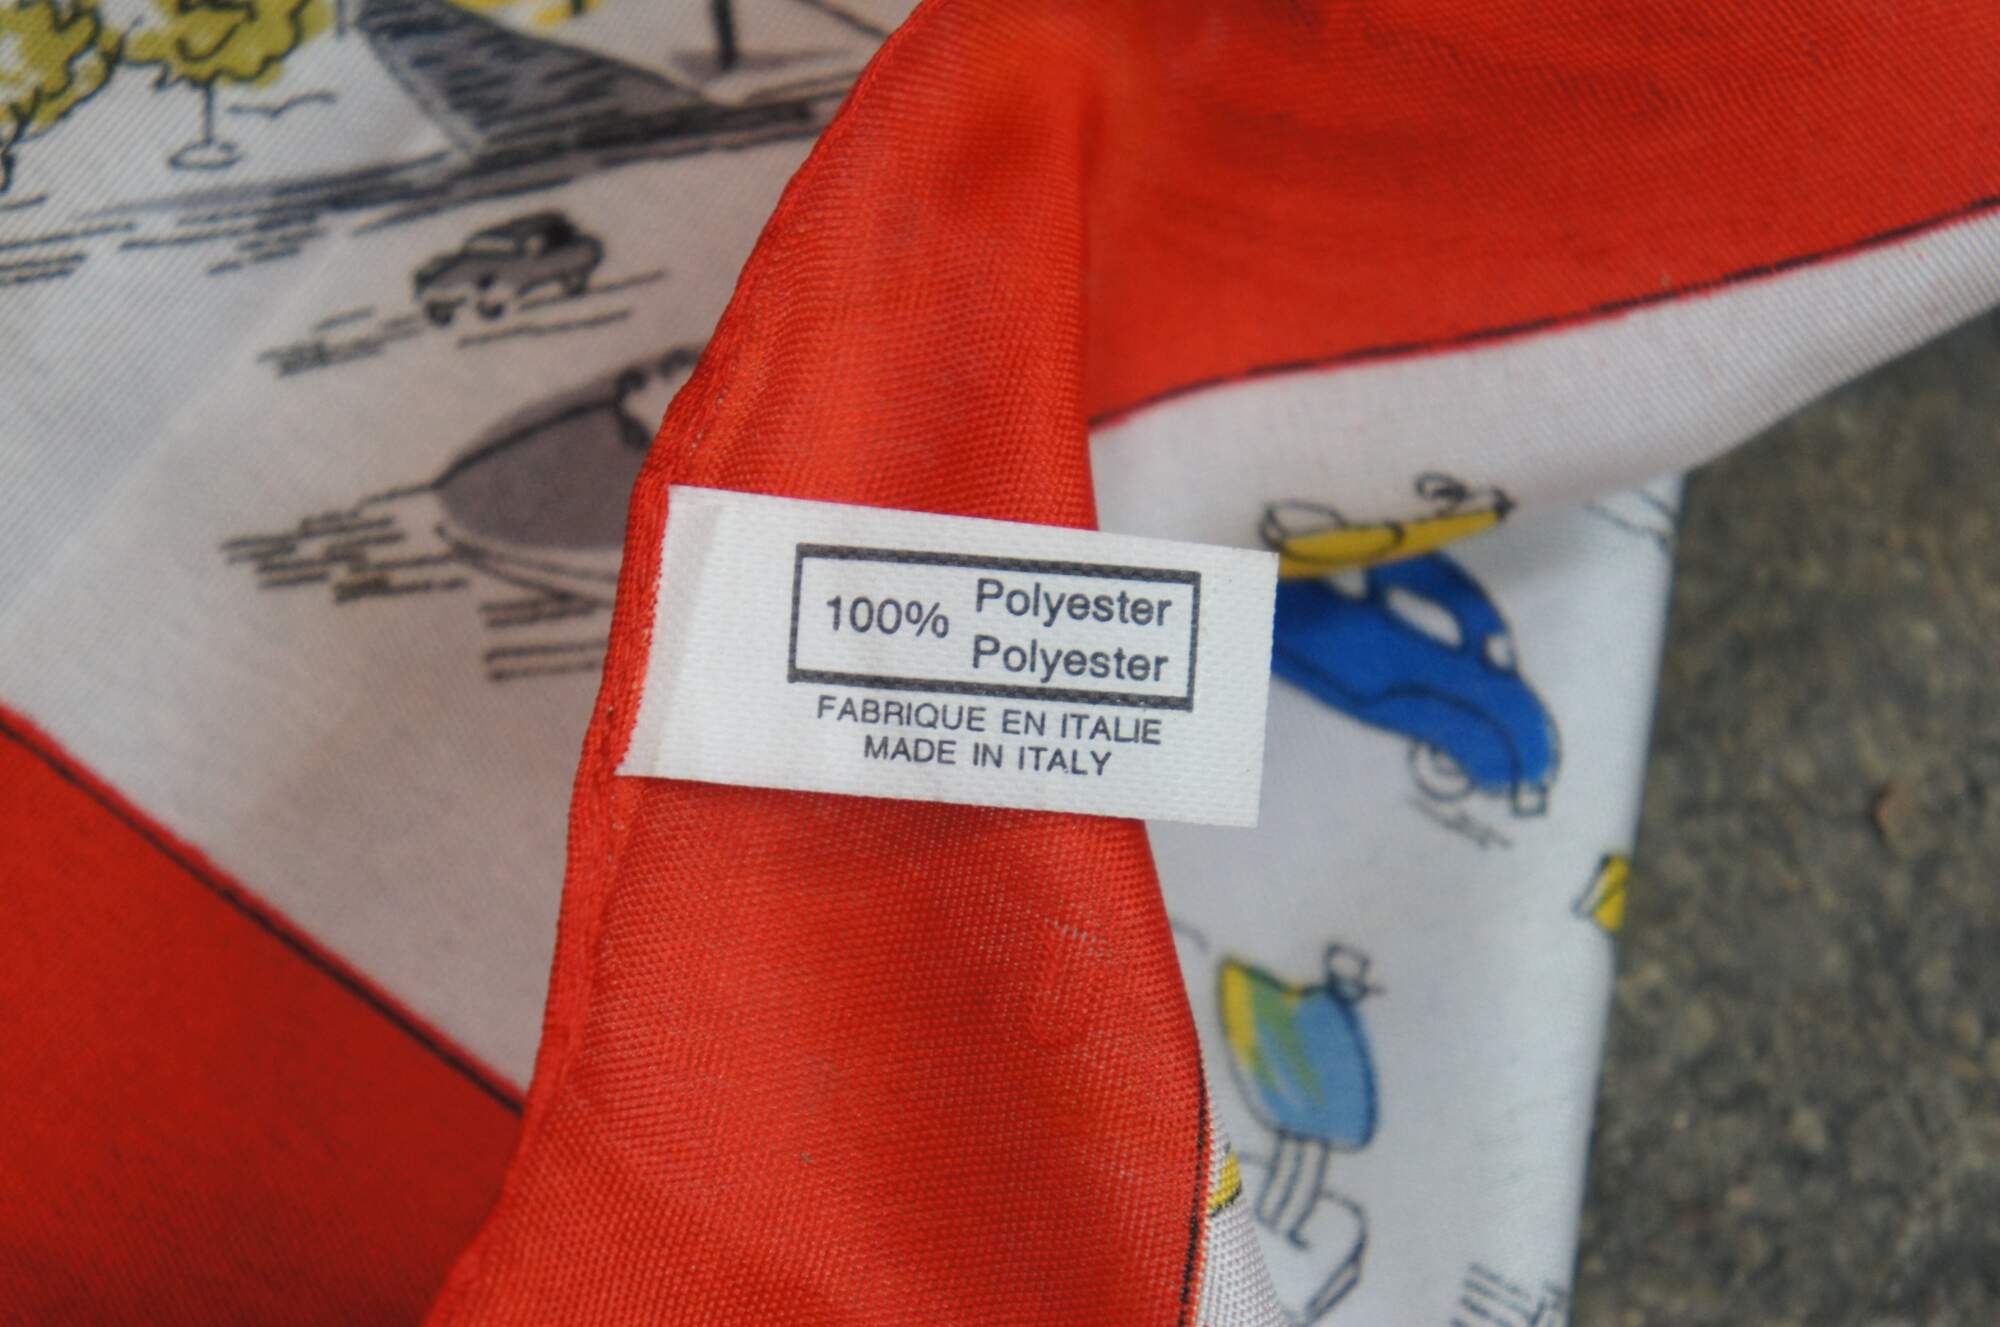 100% Polyester
Polyester
FABRIQUE EN ITALIE
MADE IN ITALY